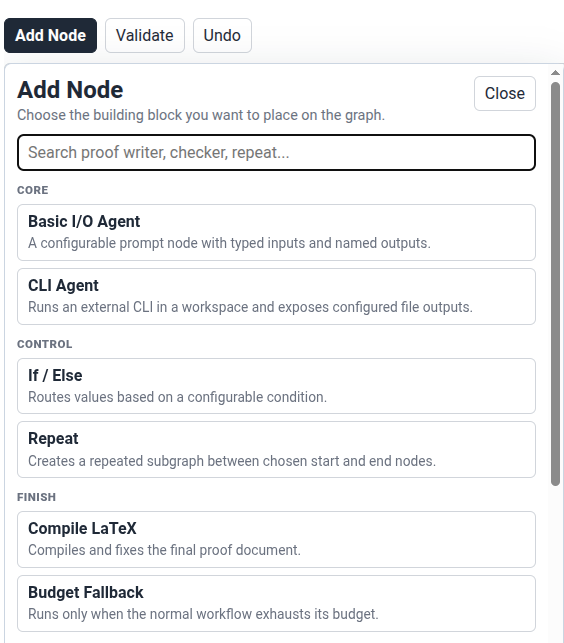 Add Node Validate Undo
Add Node
Close
Choose the building block you want to place on the graph.
Search proof writer, checker, repeat...
CORE
Basic I/O Agent
A configurable prompt node with typed inputs and named outputs.
CLI Agent
Runs an external CLI in a workspace and exposes configured file outputs.
CONTROL
If / Else
Routes values based on a configurable condition.
Repeat
Creates a repeated subgraph between chosen start and end nodes.
FINISH
Compile LaTeX
Compiles and fixes the final proof document.
Budget Fallback
Runs only when the normal workflow exhausts its budget.